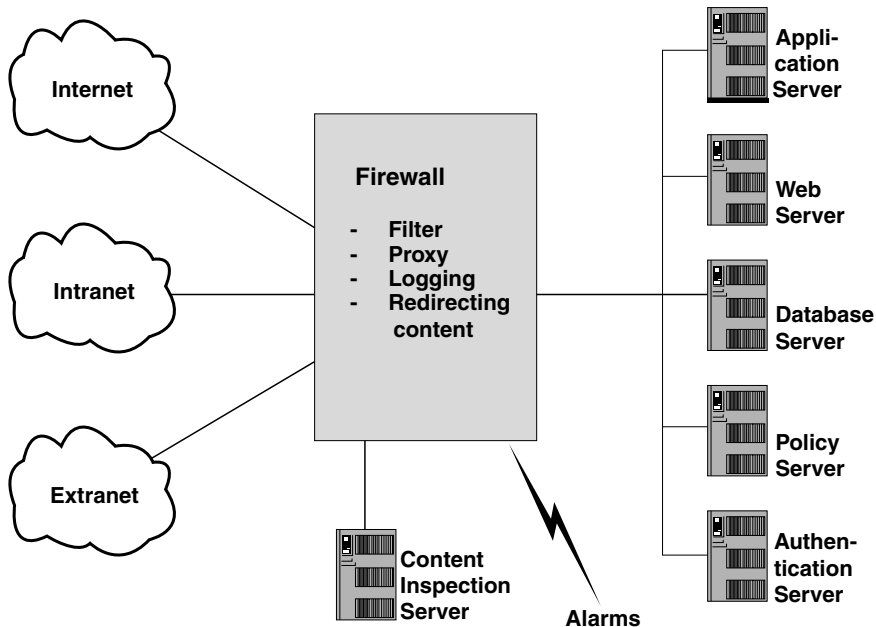 Internet
Intranet
Extranet
Firewall
- Filter
- Proxy
- Logging
- Redirecting
content
Content
Inspection
Server
Alarms
Appli-
cation
Server
Web
Server
Database
Server
Policy
Server
Authen-
tication
Server